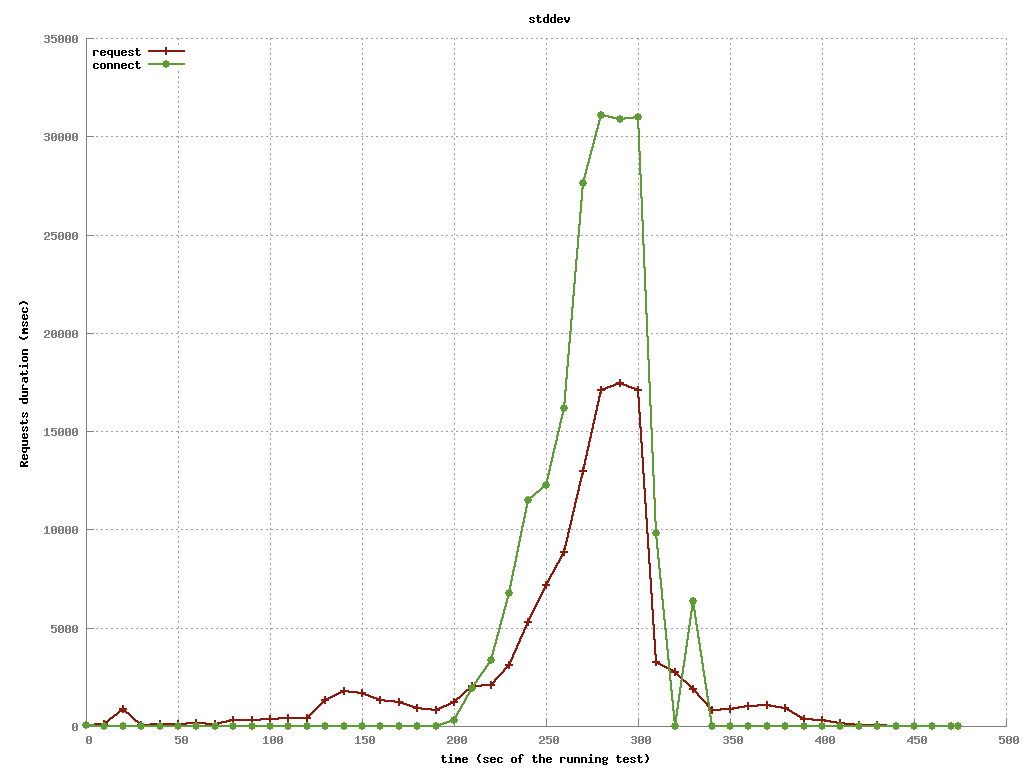 stddev
35000
request
connect
30000
25000
20000
Requests duration (msec)
15000
10000
5000
0
0 50 100 150 200 250 300 350 400 450 500
time (sec of the running test)